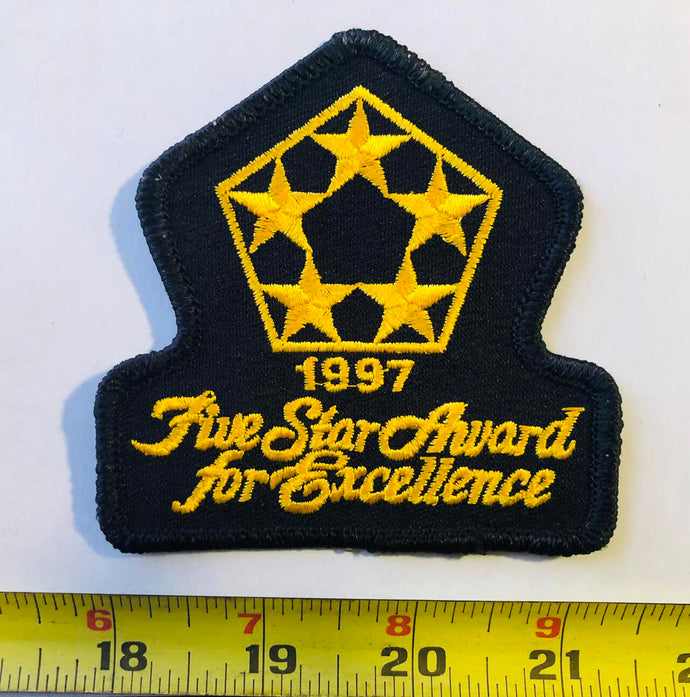 1997
Five Star Award
for Excellence
6 7 8 9
18 19 20 21